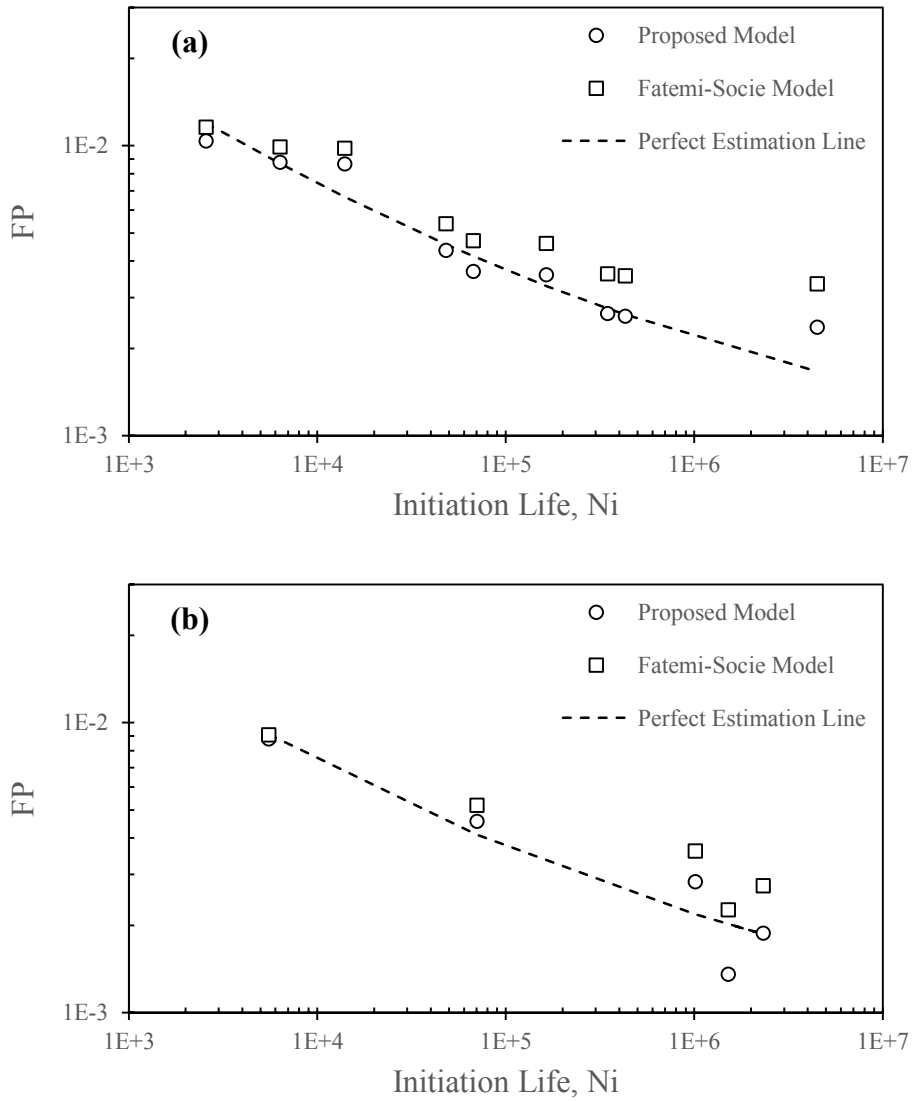 (a)
Proposed Model
Fatemi-Socie Model
Perfect Estimation Line
1E-2
1E-3
FP
1E+3 1E+4 1E+5 1E+6 1E+7
Initiation Life, Ni
(b)
Proposed Model
Fatemi-Socie Model
Perfect Estimation Line
1E-2
1E-3
FP
1E+3 1E+4 1E+5 1E+6 1E+7
Initiation Life, Ni